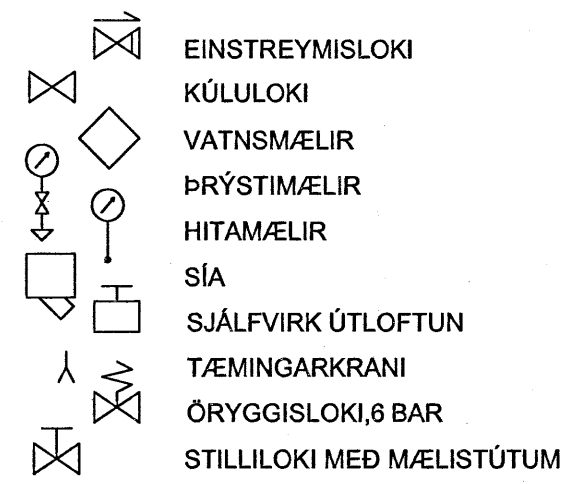 EINSTREYMISLOKI
KÚLULOKI
VATNSMÆLIR
ÞRÝSTIMÆLIR
HITAMÆLIR
SÍA
SJÁLFVIRK ÚTLOFTUN
TÆMINGARKRANI
ÖRYGGISLOKI,6 BAR
STILLILOKI MEÐ MÆLISTÚTUM